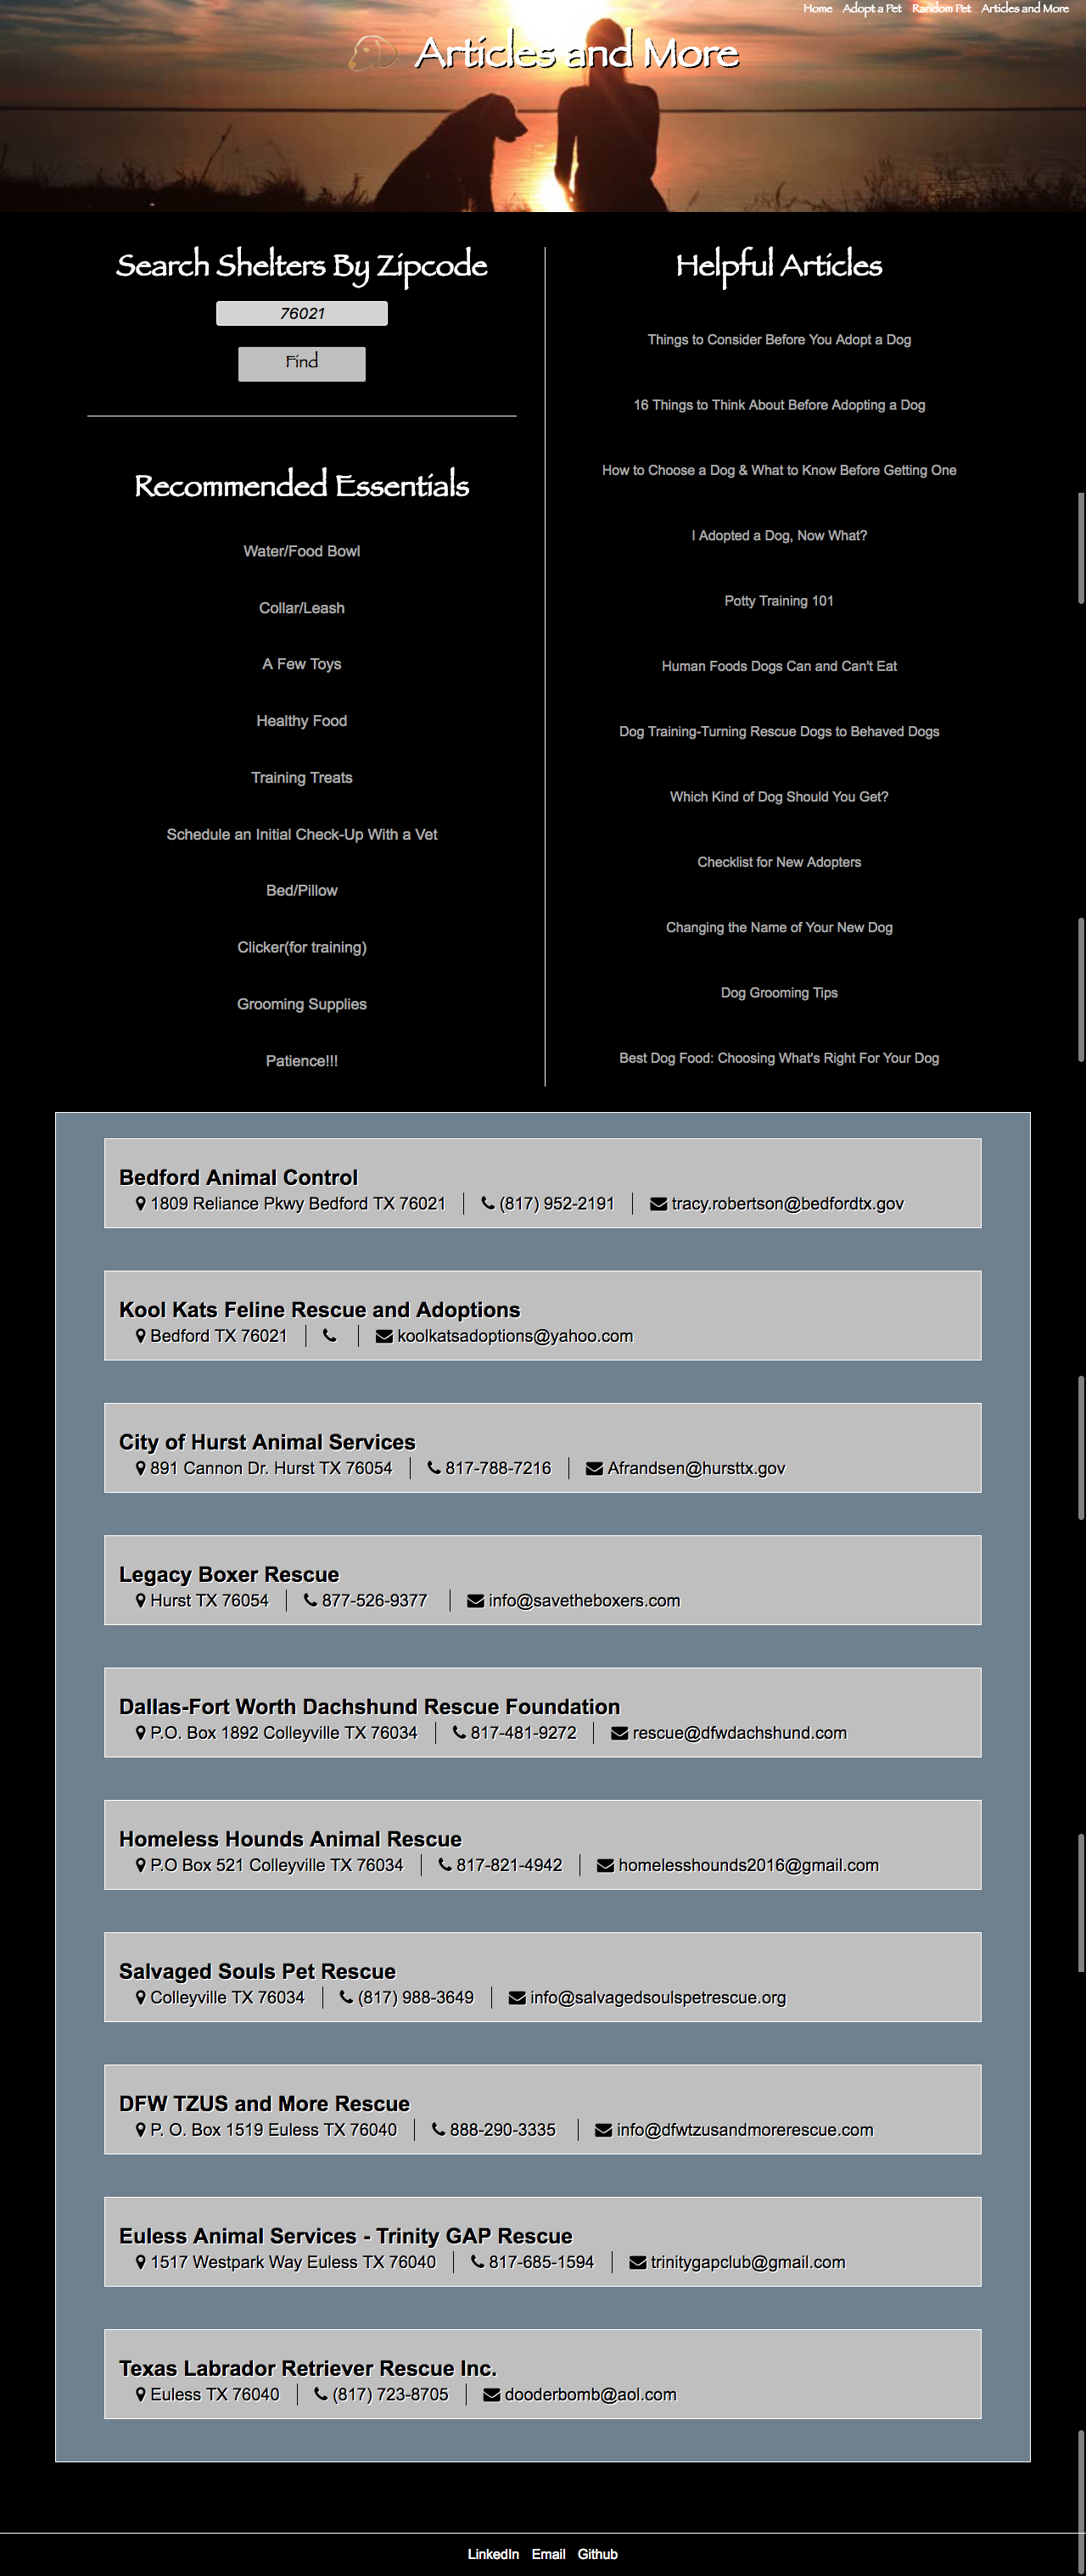 Home Adopt a Pet Random Pet Articles and More
Articles and More
Search Shelters By Zipcode
76021
Find
Recommended Essentials
Water/Food Bowl
Collar/Leash
A Few Toys
Healthy Food
Training Treats
Schedule an Initial Check-Up With a Vet
Bed/Pillow
Clicker(for training)
Grooming Supplies
Patience!!!
Helpful Articles
Things to Consider Before You Adopt a Dog
16 Things to Think About Before Adopting a Dog
How to Choose a Dog & What to Know Before Getting One
I Adopted a Dog, Now What?
Potty Training 101
Human Foods Dogs Can and Can't Eat
Dog Training-Turning Rescue Dogs to Behaved Dogs
Which Kind of Dog Should You Get?
Checklist for New Adopters
Changing the Name of Your New Dog
Dog Grooming Tips
Best Dog Food: Choosing What's Right For Your Dog
Bedford Animal Control
1809 Reliance Pkwy Bedford TX 76021 (817) 952-2191 tracy.robertson@bedfordtx.gov
Kool Kats Feline Rescue and Adoptions
Bedford TX 76021 koolkatsadoptions@yahoo.com
City of Hurst Animal Services
891 Cannon Dr. Hurst TX 76054 817-788-7216 Afrandsen@hursttx.gov
Legacy Boxer Rescue
Hurst TX 76054 877-526-9377 info@savetheboxers.com
Dallas-Fort Worth Dachshund Rescue Foundation
P.O. Box 1892 Colleyville TX 76034 817-481-9272 rescue@dfwdachshund.com
Homeless Hounds Animal Rescue
P.O Box 521 Colleyville TX 76034 817-821-4942 homelesshounds2016@gmail.com
Salvaged Souls Pet Rescue
Colleyville TX 76034 (817) 988-3649 info@salvagedsoulspetrescue.org
DFW TZUS and More Rescue
P. O. Box 1519 Euless TX 76040 888-290-3335 info@dfwtzusandmorerescue.com
Euless Animal Services - Trinity GAP Rescue
1517 Westpark Way Euless TX 76040 817-685-1594 trinitygapclub@gmail.com
Texas Labrador Retriever Rescue Inc.
Euless TX 76040 (817) 723-8705 dooderbomb@aol.com
LinkedIn Email Github